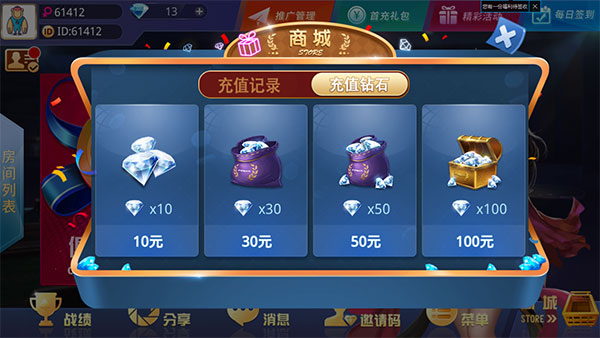 61412
ID ID:61412
13 +
推广管理
首充礼包
精彩活动
每日签到
商城
STORE
充值记录
充值钻石
x10
10元
x30
30元
x50
50元
x100
100元
房间列表
战绩
分享
消息
邀请码
菜单
城
STORE